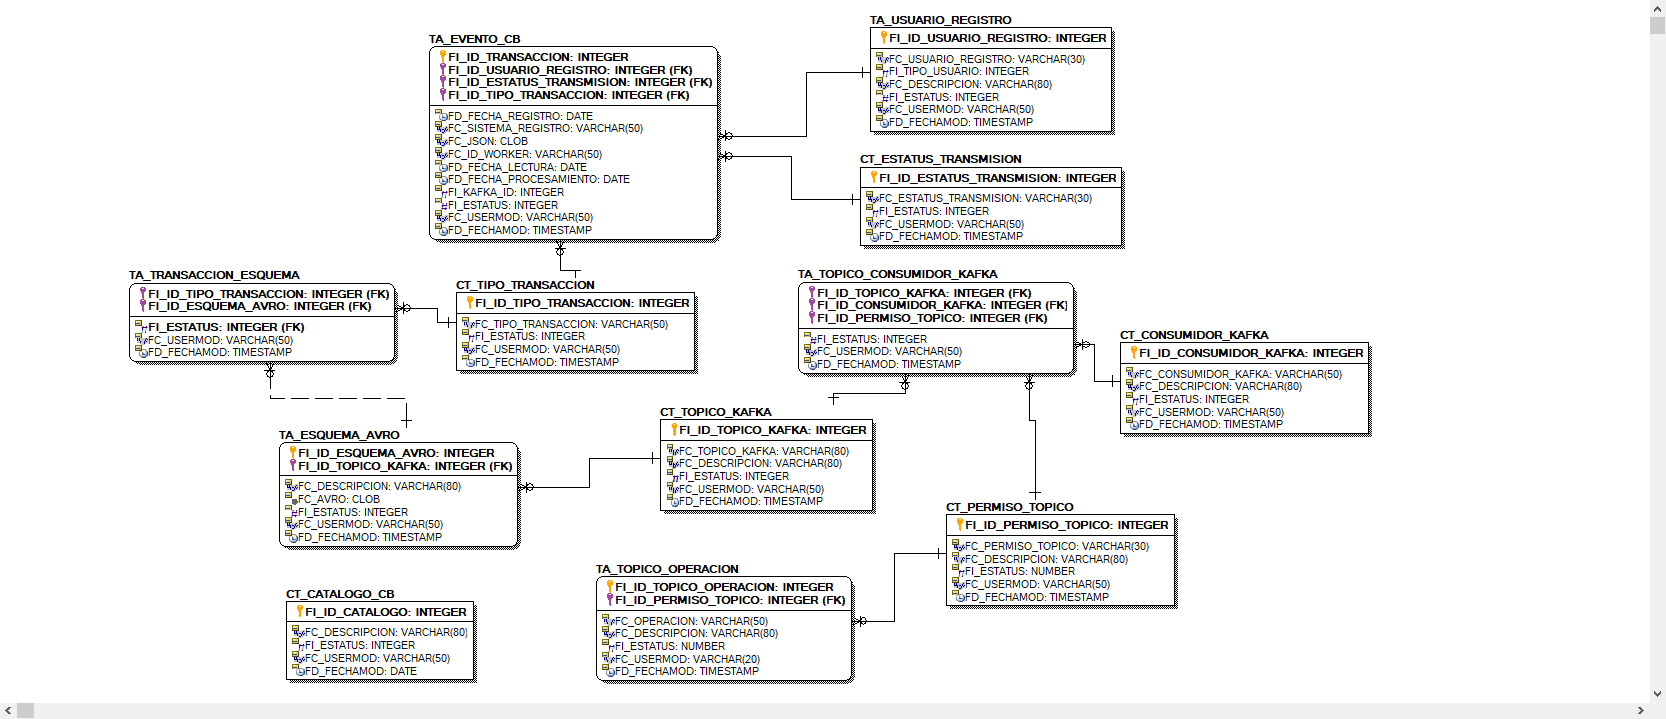 TA_EVENTO_CB
FI_ID_TRANSACCION: INTEGER
FI_ID_USUARIO_REGISTRO: INTEGER (FK)
FI_ID_ESTATUS_TRANSMISION: INTEGER (FK)
FI_ID_TIPO_TRANSACCION: INTEGER (FK)
FD_FECHA_REGISTRO: DATE
FC_SISTEMA_REGISTRO: VARCHAR(50)
FC_JSON: CLOB
FC_ID_WORKER: VARCHAR(50)
FD_FECHA_LECTURA: DATE
FD_FECHA_PROCESAMIENTO: DATE
FI_KAFKA_ID: INTEGER
FI_ESTATUS: INTEGER
FC_USERMOD: VARCHAR(50)
FD_FECHAMOD: TIMESTAMP
TA_USUARIO_REGISTRO
FI_ID_USUARIO_REGISTRO: INTEGER
FC_USUARIO_REGISTRO: VARCHAR(30)
FI_TIPO_USUARIO: INTEGER
FC_DESCRIPCION: VARCHAR(80)
FI_ESTATUS: INTEGER
FC_USERMOD: VARCHAR(50)
FD_FECHAMOD: TIMESTAMP
CT_ESTATUS_TRANSMISION
FI_ID_ESTATUS_TRANSMISION: INTEGER
FC_ESTATUS_TRANSMISION: VARCHAR(30)
FI_ESTATUS: INTEGER
FC_USERMOD: VARCHAR(50)
FD_FECHAMOD: TIMESTAMP
TA_TRANSACCION_ESQUEMA
FI_ID_TIPO_TRANSACCION: INTEGER (FK)
FI_ID_ESQUEMA_AVRO: INTEGER (FK)
FI_ESTATUS: INTEGER (FK)
FC_USERMOD: VARCHAR(50)
FD_FECHAMOD: TIMESTAMP
CT_TIPO_TRANSACCION
FI_ID_TIPO_TRANSACCION: INTEGER
FC_TIPO_TRANSACCION: VARCHAR(50)
FI_ESTATUS: INTEGER
FC_USERMOD: VARCHAR(50)
FD_FECHAMOD: TIMESTAMP
TA_TOPICO_CONSUMIDOR_KAFKA
FI_ID_TOPICO_KAFKA: INTEGER (FK)
FI_ID_CONSUMIDOR_KAFKA: INTEGER (FK)
FI_ID_PERMISO_TOPICO: INTEGER (FK)
FI_ESTATUS: INTEGER
FC_USERMOD: VARCHAR(50)
FD_FECHAMOD: TIMESTAMP
CT_CONSUMIDOR_KAFKA
FI_ID_CONSUMIDOR_KAFKA: INTEGER
FC_CONSUMIDOR_KAFKA: VARCHAR(50)
FC_DESCRIPCION: VARCHAR(80)
FI_ESTATUS: INTEGER
FC_USERMOD: VARCHAR(50)
FD_FECHAMOD: TIMESTAMP
TA_ESQUEMA_AVRO
FI_ID_ESQUEMA_AVRO: INTEGER
FI_ID_TOPICO_KAFKA: INTEGER (FK)
FC_DESCRIPCION: VARCHAR(80)
FC_AVRO: CLOB
FI_ESTATUS: INTEGER
FC_USERMOD: VARCHAR(50)
FD_FECHAMOD: TIMESTAMP
CT_TOPICO_KAFKA
FI_ID_TOPICO_KAFKA: INTEGER
FC_TOPICO_KAFKA: VARCHAR(80)
FC_DESCRIPCION: VARCHAR(80)
FI_ESTATUS: INTEGER
FC_USERMOD: VARCHAR(50)
FD_FECHAMOD: TIMESTAMP
CT_PERMISO_TOPICO
FI_ID_PERMISO_TOPICO: INTEGER
FC_PERMISO_TOPICO: VARCHAR(30)
FC_DESCRIPCION: VARCHAR(80)
FI_ESTATUS: NUMBER
FC_USERMOD: VARCHAR(50)
FD_FECHAMOD: TIMESTAMP
CT_CATALOGO_CB
FI_ID_CATALOGO: INTEGER
FC_DESCRIPCION: VARCHAR(80)
FI_ESTATUS: INTEGER
FC_USERMOD: VARCHAR(50)
FD_FECHAMOD: DATE
TA_TOPICO_OPERACION
FI_ID_TOPICO_OPERACION: INTEGER
FI_ID_PERMISO_TOPICO: INTEGER (FK)
FC_OPERACION: VARCHAR(50)
FC_DESCRIPCION: VARCHAR(80)
FI_ESTATUS: NUMBER
FC_USERMOD: VARCHAR(20)
FD_FECHAMOD: TIMESTAMP